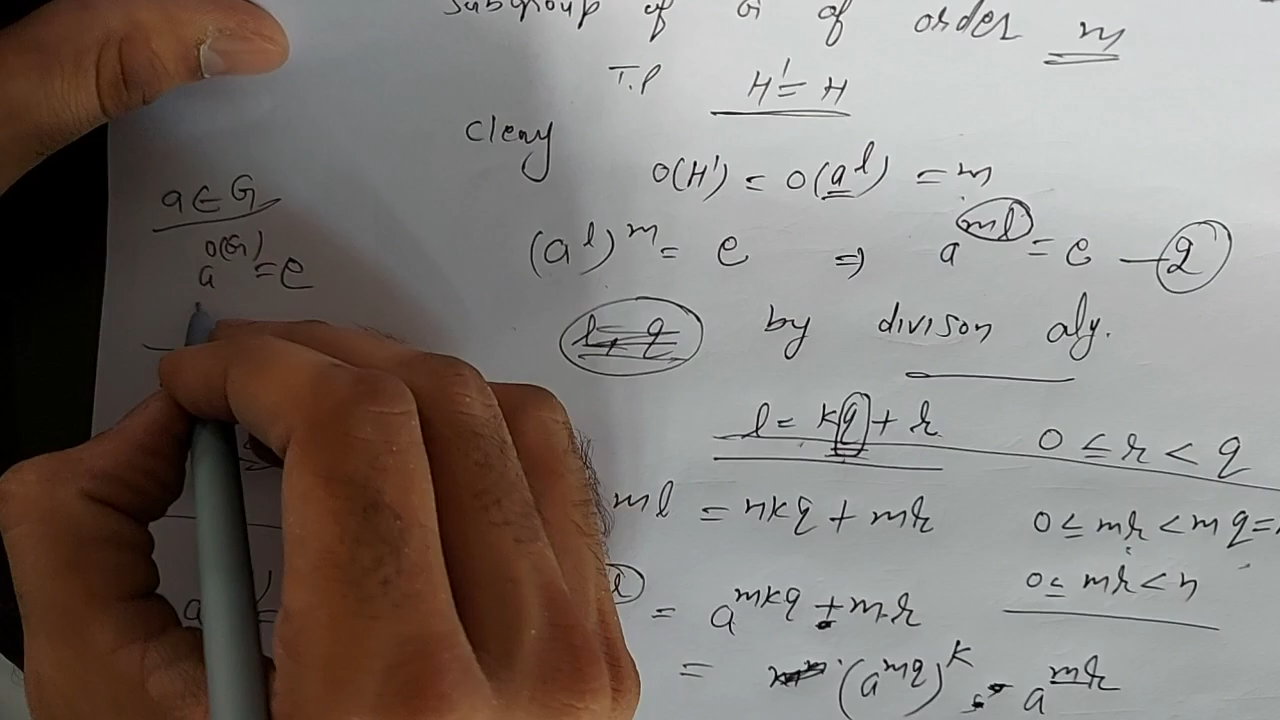 subgroup of G of order m
T.P H' = H
Cleary
O(H') = O(a^l) = m
a ∈ G
a^O(G) = e
(a^l)^m = e ⇒ a^ml = e — 2
l = q by divison alg.
l = kq + r 0 ≤ r < q
ml = mkq + mr 0 ≤ mr < mq =
0 ≤ mr < n
= a^mkq + mr
= (a^mq)^k · a^mr